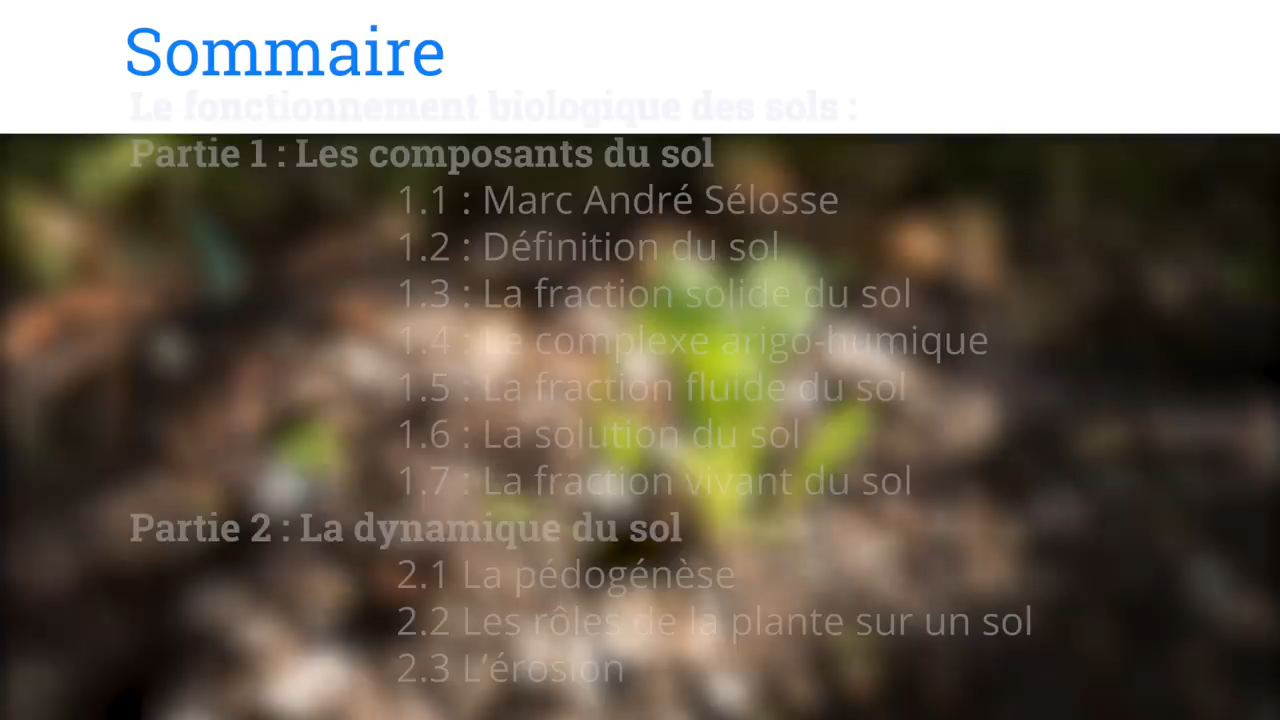 Sommaire
Le fonctionnement biologique des sols :
Partie 1 : Les composants du sol
1.1 : Marc André Sélosse
1.2 : Définition du sol
1.3 : La fraction solide du sol
1.4 : Le complexe arigo-humique
1.5 : La fraction fluide du sol
1.6 : La solution du sol
1.7 : La fraction vivant du sol
Partie 2 : La dynamique du sol
2.1 La pédogénèse
2.2 Les rôles de la plante sur un sol
2.3 L’érosion